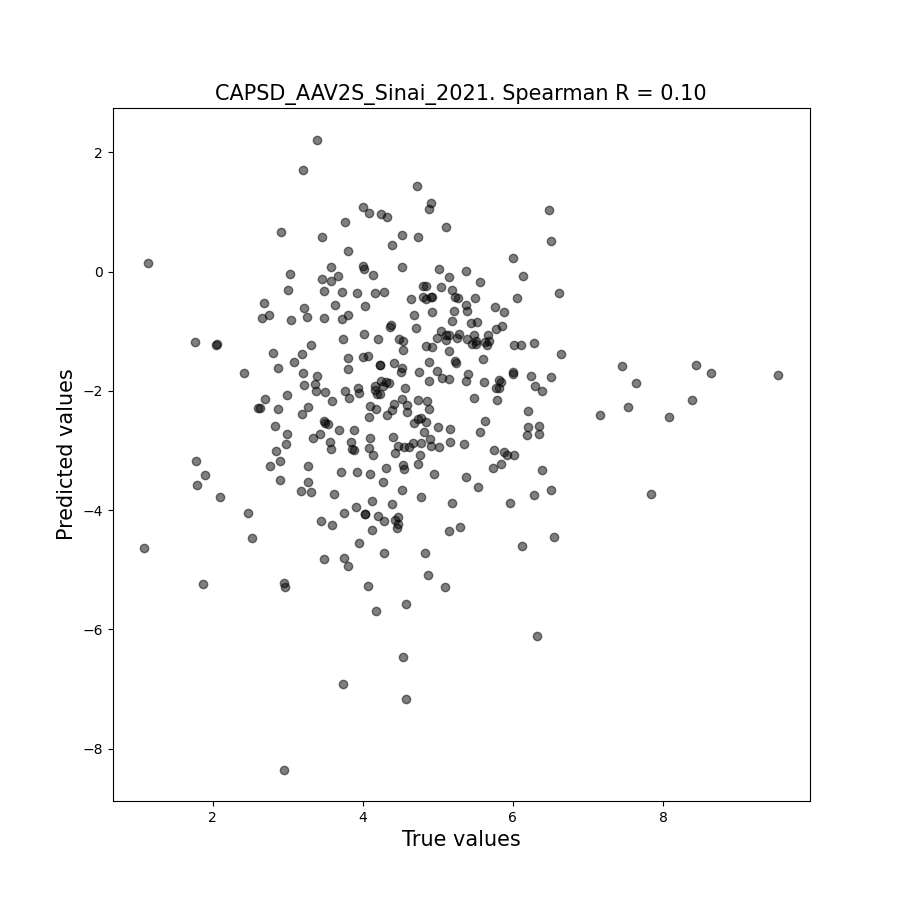 CAPSD_AAV2S_Sinai_2021. Spearman R = 0.10
Predicted values
2
0
−2
−4
−6
−8
2 4 6 8
True values